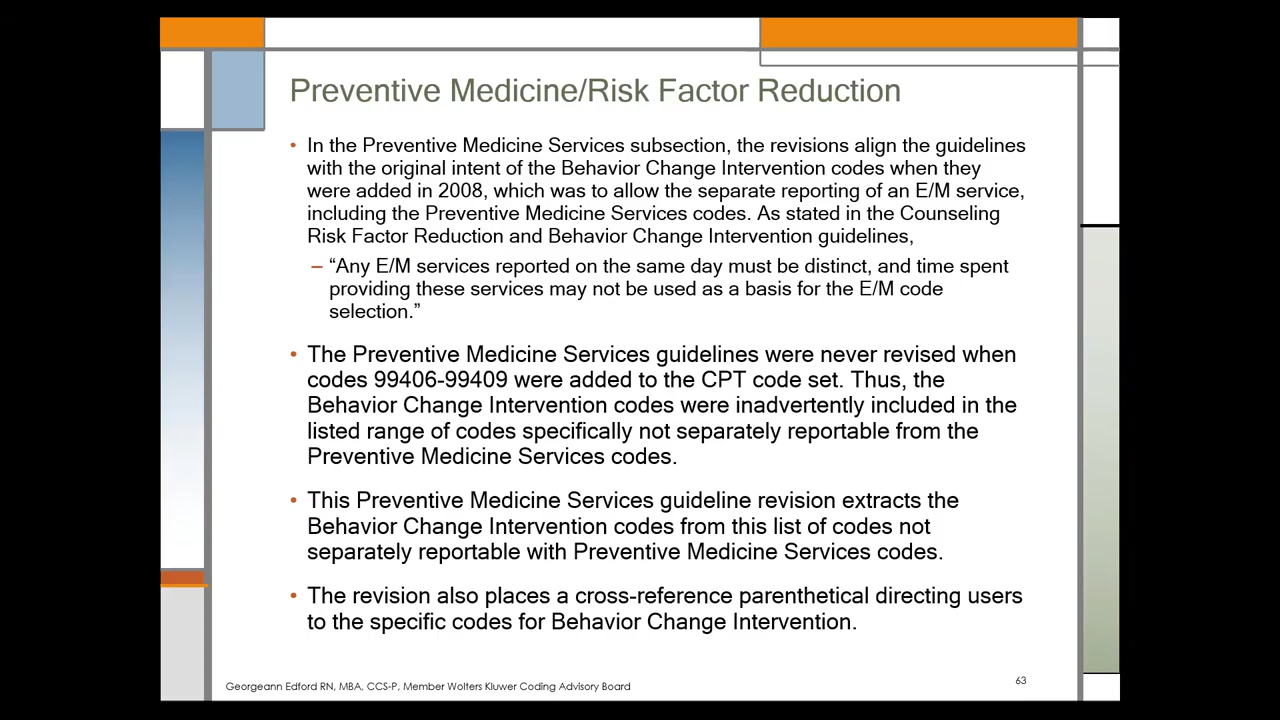 Preventive Medicine/Risk Factor Reduction
• In the Preventive Medicine Services subsection, the revisions align the guidelines
with the original intent of the Behavior Change Intervention codes when they
were added in 2008, which was to allow the separate reporting of an E/M service,
including the Preventive Medicine Services codes. As stated in the Counseling
Risk Factor Reduction and Behavior Change Intervention guidelines,
– “Any E/M services reported on the same day must be distinct, and time spent
providing these services may not be used as a basis for the E/M code
selection.”
• The Preventive Medicine Services guidelines were never revised when
codes 99406-99409 were added to the CPT code set. Thus, the
Behavior Change Intervention codes were inadvertently included in the
listed range of codes specifically not separately reportable from the
Preventive Medicine Services codes.
• This Preventive Medicine Services guideline revision extracts the
Behavior Change Intervention codes from this list of codes not
separately reportable with Preventive Medicine Services codes.
• The revision also places a cross-reference parenthetical directing users
to the specific codes for Behavior Change Intervention.
Georgeann Edford RN, MBA, CCS-P, Member Wolters Kluwer Coding Advisory Board
63